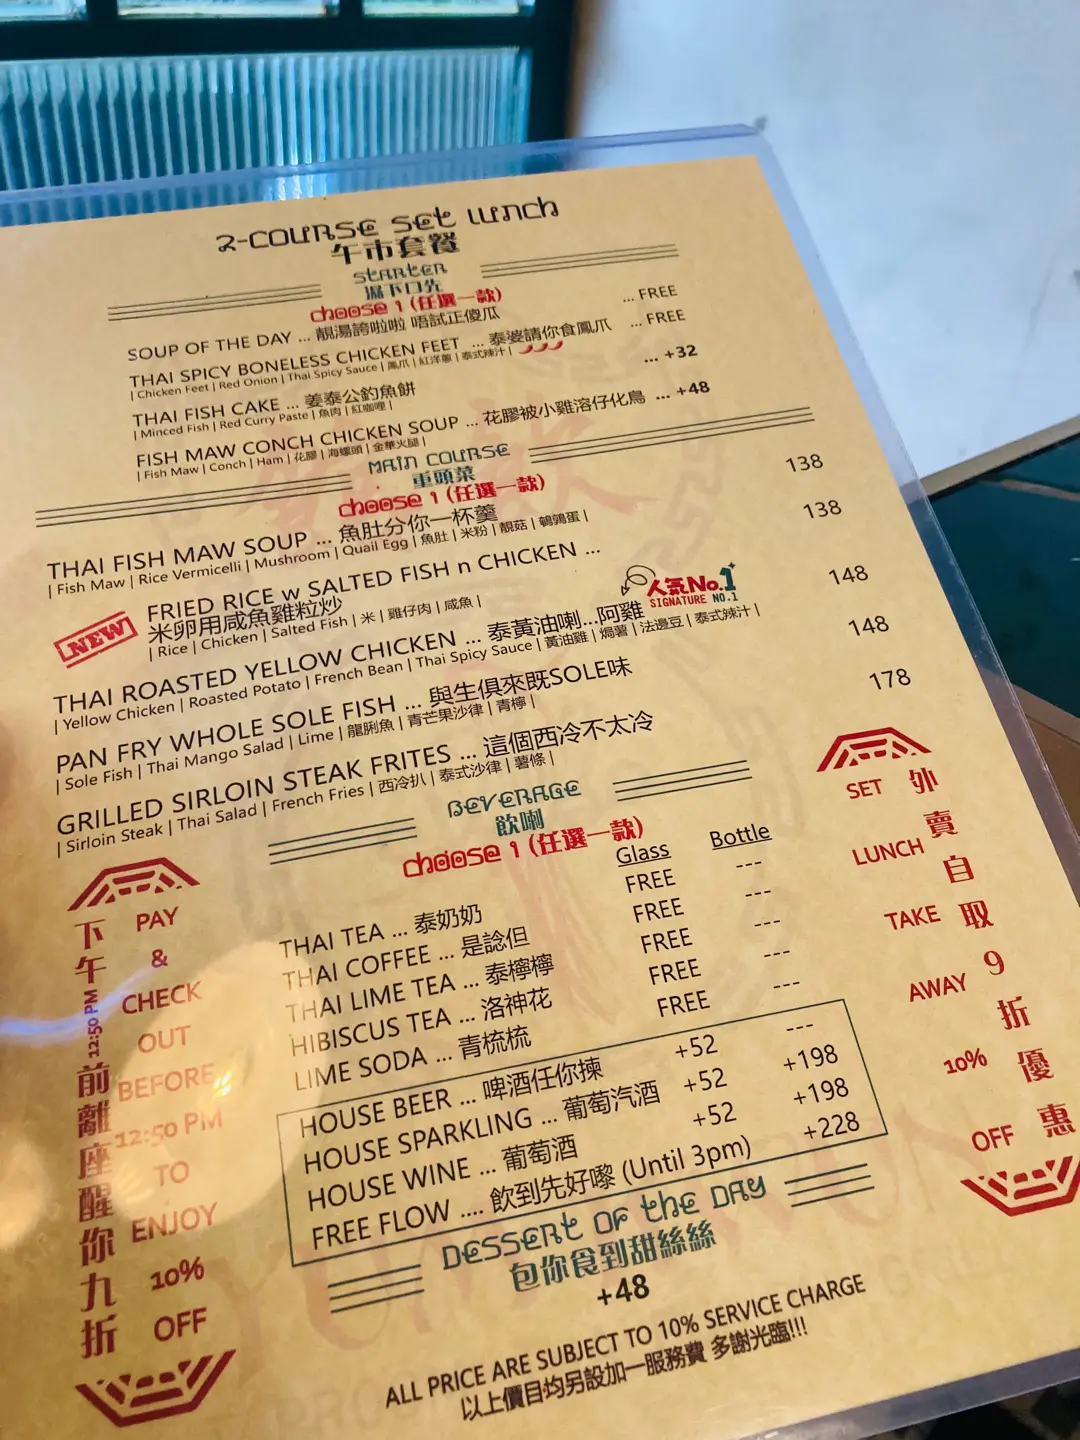 2-COURSE SET LUNCH
午市套餐
STARTER
濕下口先
choose 1 (任選一款)
SOUP OF THE DAY ... 靚湯誇啦啦 唔試正傻瓜 ... FREE
THAI SPICY BONELESS CHICKEN FEET ... 泰婆請你食鳳爪 ... FREE
| Chicken Feet | Red Onion | Thai Spicy Sauce | 鳳爪 | 紅洋蔥 | 泰式辣汁 |
THAI FISH CAKE ... 姜泰公釣魚餅 ... +32
| Minced Fish | Red Curry Paste | 魚肉 | 紅咖喱 |
FISH MAW CONCH CHICKEN SOUP ... 花膠被小雞溶仔化鳥 ... +48
| Fish Maw | Conch | Ham | 花膠 | 海螺頭 | 金華火腿 |
MAIN COURSE
重頭菜
choose 1 (任選一款)
THAI FISH MAW SOUP ... 魚肚分你一杯羹 138
| Fish Maw | Rice Vermicelli | Mushroom | Quail Egg | 魚肚 | 米粉 | 靚菇 | 鵪鶉蛋 |
NEW
FRIED RICE w SALTED FISH n CHICKEN ... 138
米卵用咸魚雞粒炒
| Rice | Chicken | Salted Fish | 米 | 雞仔肉 | 咸魚 |
人氣No.1
SIGNATURE NO.1
THAI ROASTED YELLOW CHICKEN ... 泰黃油喇...阿雞 148
| Yellow Chicken | Roasted Potato | French Bean | Thai Spicy Sauce | 黃油雞 | 焗薯 | 法邊豆 | 泰式辣汁 |
PAN FRY WHOLE SOLE FISH ... 與生俱來既SOLE味 148
| Sole Fish | Thai Mango Salad | Lime | 龍脷魚 | 青芒果沙律 | 青檸 |
GRILLED SIRLOIN STEAK FRITES ... 這個西冷不太冷 178
| Sirloin Steak | Thai Salad | French Fries | 西冷扒 | 泰式沙律 | 薯條 |
BEVERAGE
飲喇
choose 1 (任選一款)
Glass Bottle
THAI TEA ... 泰奶奶 FREE ---
THAI COFFEE ... 是諗但 FREE ---
THAI LIME TEA ... 泰檸檸 FREE ---
HIBISCUS TEA ... 洛神花 FREE ---
LIME SODA ... 青梳梳 FREE ---
HOUSE BEER ... 啤酒任你揀 +52 ---
HOUSE SPARKLING ... 葡萄汽酒 +52 +198
HOUSE WINE ... 葡萄酒 +52 +198
FREE FLOW .... 飲到先好嚟 (Until 3pm) +228
DESSERT OF THE DAY
包你食到甜絲絲
+48
ALL PRICE ARE SUBJECT TO 10% SERVICE CHARGE
以上價目均另設加一服務費 多謝光臨!!!
下午12:50 PM前離座醒你九折
PAY
&
CHECK
OUT
BEFORE
12:50 PM
TO
ENJOY
10%
OFF
SET
LUNCH
TAKE
AWAY
10%
OFF
外賣自取9折優惠